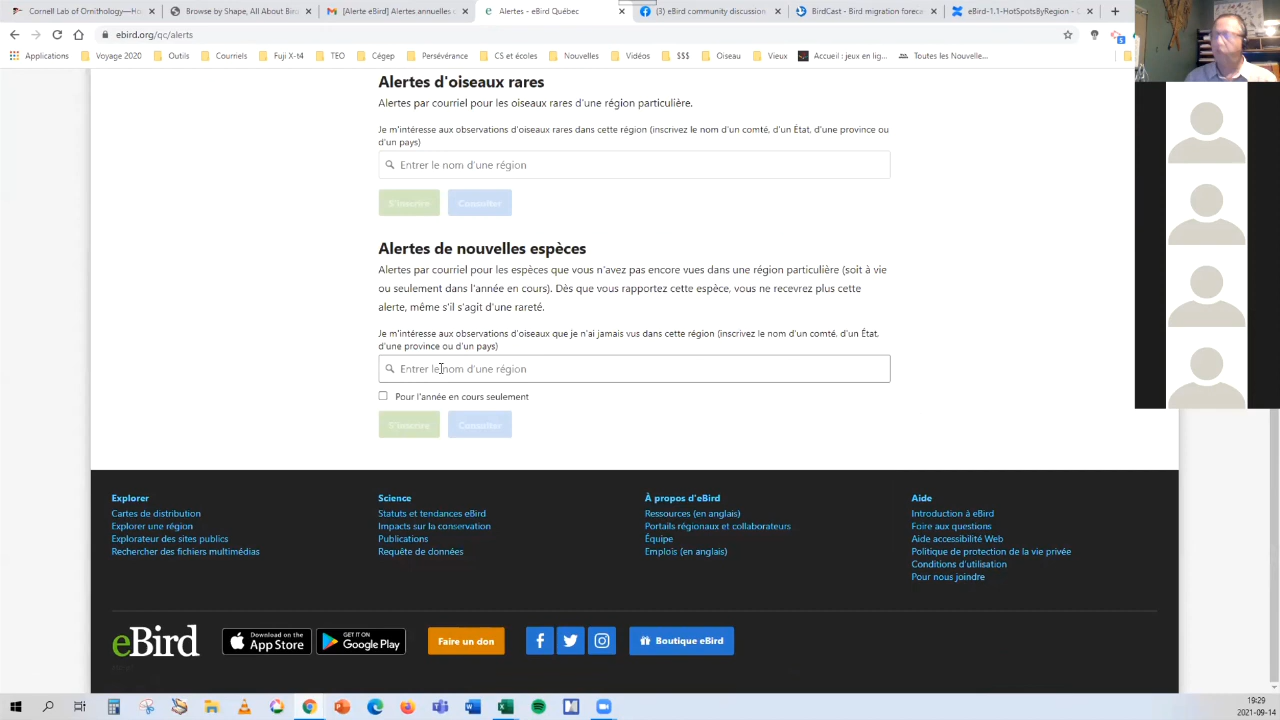 Cornell Lab of Ornithology—Ho
Browse by Shape, All About Biro
[Alerte eBird] Alertes annuelles d
Alertes - eBird Québec
(3) eBird community discussion
BirdCast - Bird migration foreca
eBird-1.1-HotSpotsByRegion - C
ebird.org/qc/alerts
Applications
Voyage 2020
Outils
Courriels
Fuji X-t4
TEO
Cégep
Persévérance
CS et écoles
Nouvelles
Vidéos
$$$
Oiseau
Vieux
Accueil : jeux en lig...
Toutes les Nouvelle...
Alertes d'oiseaux rares
Alertes par courriel pour les oiseaux rares d'une région particulière.
Je m'intéresse aux observations d'oiseaux rares dans cette région (inscrivez le nom d'un comté, d'un État, d'une province ou
d'un pays)
Entrer le nom d'une région
S'inscrire
Consulter
Alertes de nouvelles espèces
Alertes par courriel pour les espèces que vous n'avez pas encore vues dans une région particulière (soit à vie
ou seulement dans l'année en cours). Dès que vous rapportez cette espèce, vous ne recevrez plus cette
alerte, même s'il s'agit d'une rareté.
Je m'intéresse aux observations d'oiseaux que je n'ai jamais vus dans cette région (inscrivez le nom d'un comté, d'un État,
d'une province ou d'un pays)
Entrer le nom d'une région
Pour l'année en cours seulement
S'inscrire
Consulter
Explorer
Cartes de distribution
Explorer une région
Explorateur des sites publics
Rechercher des fichiers multimédias
Science
Statuts et tendances eBird
Impacts sur la conservation
Publications
Requête de données
À propos d'eBird
Ressources (en anglais)
Portails régionaux et collaborateurs
Équipe
Emplois (en anglais)
Aide
Introduction à eBird
Foire aux questions
Aide accessibilité Web
Politique de protection de la vie privée
Conditions d'utilisation
Pour nous joindre
eBird
Download on the
App Store
GET IT ON
Google Play
Faire un don
Boutique eBird
19:29
2021-09-14